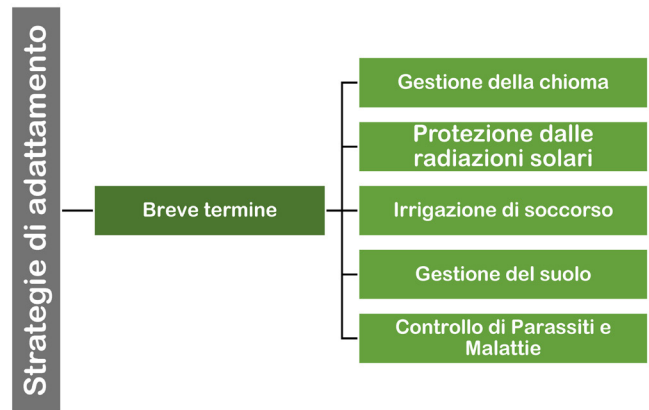 Strategie di adattamento
Breve termine
Gestione della chioma
Protezione dalle
radiazioni solari
Irrigazione di soccorso
Gestione del suolo
Controllo di Parassiti e
Malattie